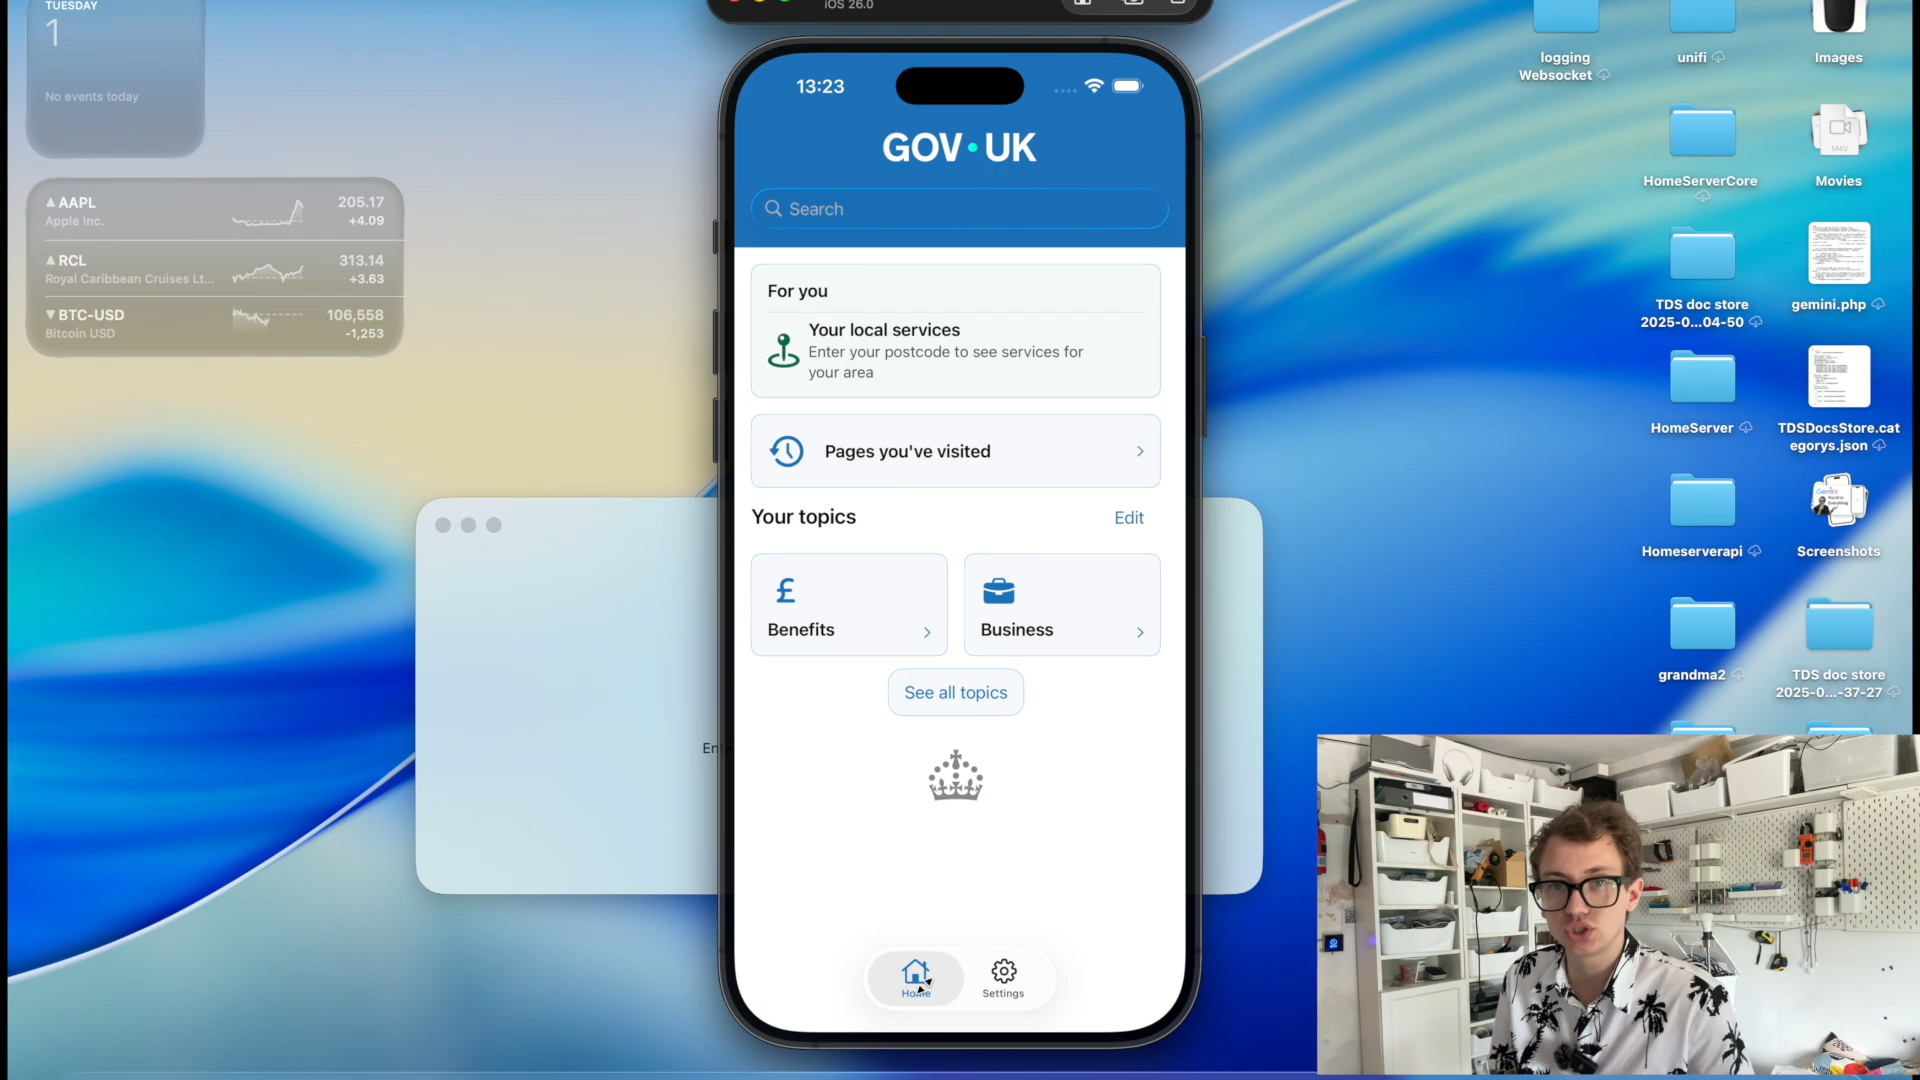 TUESDAY
1
No events today
AAPL
205.17
Apple Inc.
+4.09
RCL
313.14
Royal Caribbean Cruises Lt...
+3.63
BTC-USD
106,558
Bitcoin USD
-1,253
iOS 26.0
13:23
GOV·UK
Search
For you
Your local services
Enter your postcode to see services for
your area
Pages you've visited
Your topics
Edit
£
Benefits
Business
See all topics
Home
Settings
logging
Websocket
unifi
Images
M4V
HomeServerCore
Movies
TDS doc store
2025-0...04-50
gemini.php
HomeServer
TDSDocsStore.cat
egorys.json
Gemini
Homeserverapi
Screenshots
grandma2
TDS doc store
2025-0...-37-27